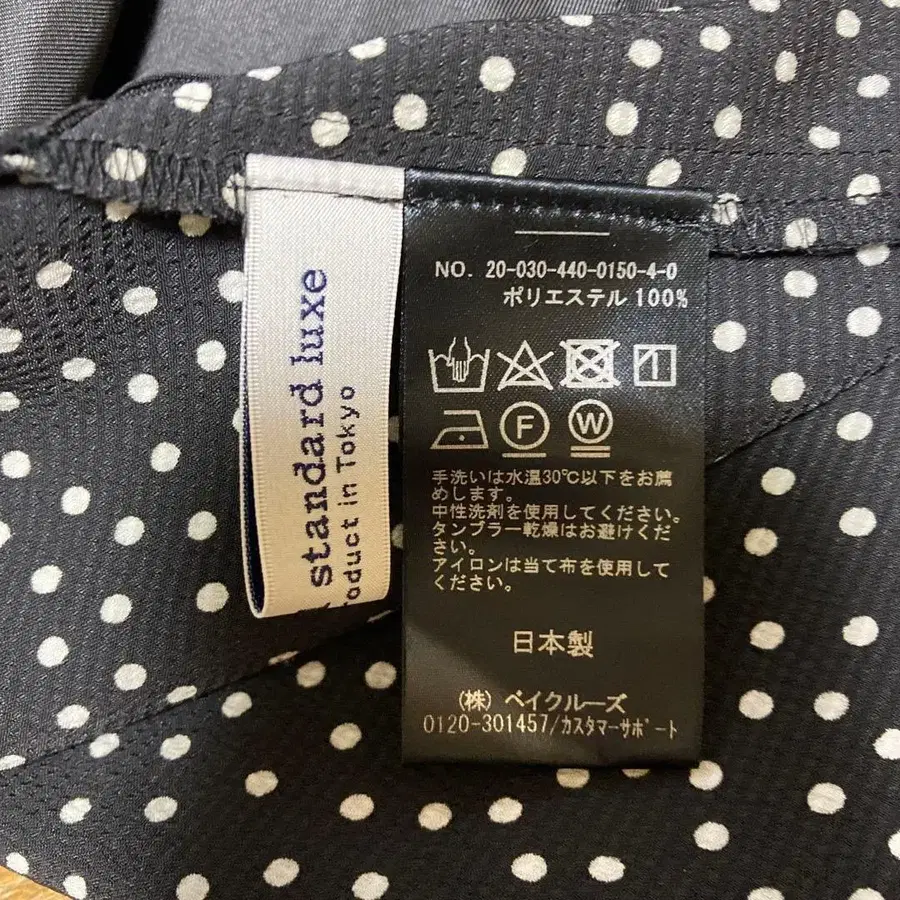 standard luxe
roduct in Tokyo
NO. 20-030-440-0150-4-0
ポリエステル 100%
F
W
手洗いは水温30℃以下をお薦
めします。
中性洗剤を使用してください。
タンブラー乾燥はお避けくだ
さい。
アイロンは当て布を使用して
ください。
日本製
(株) ベイクルーズ
0120-301457/カスタマーサポート